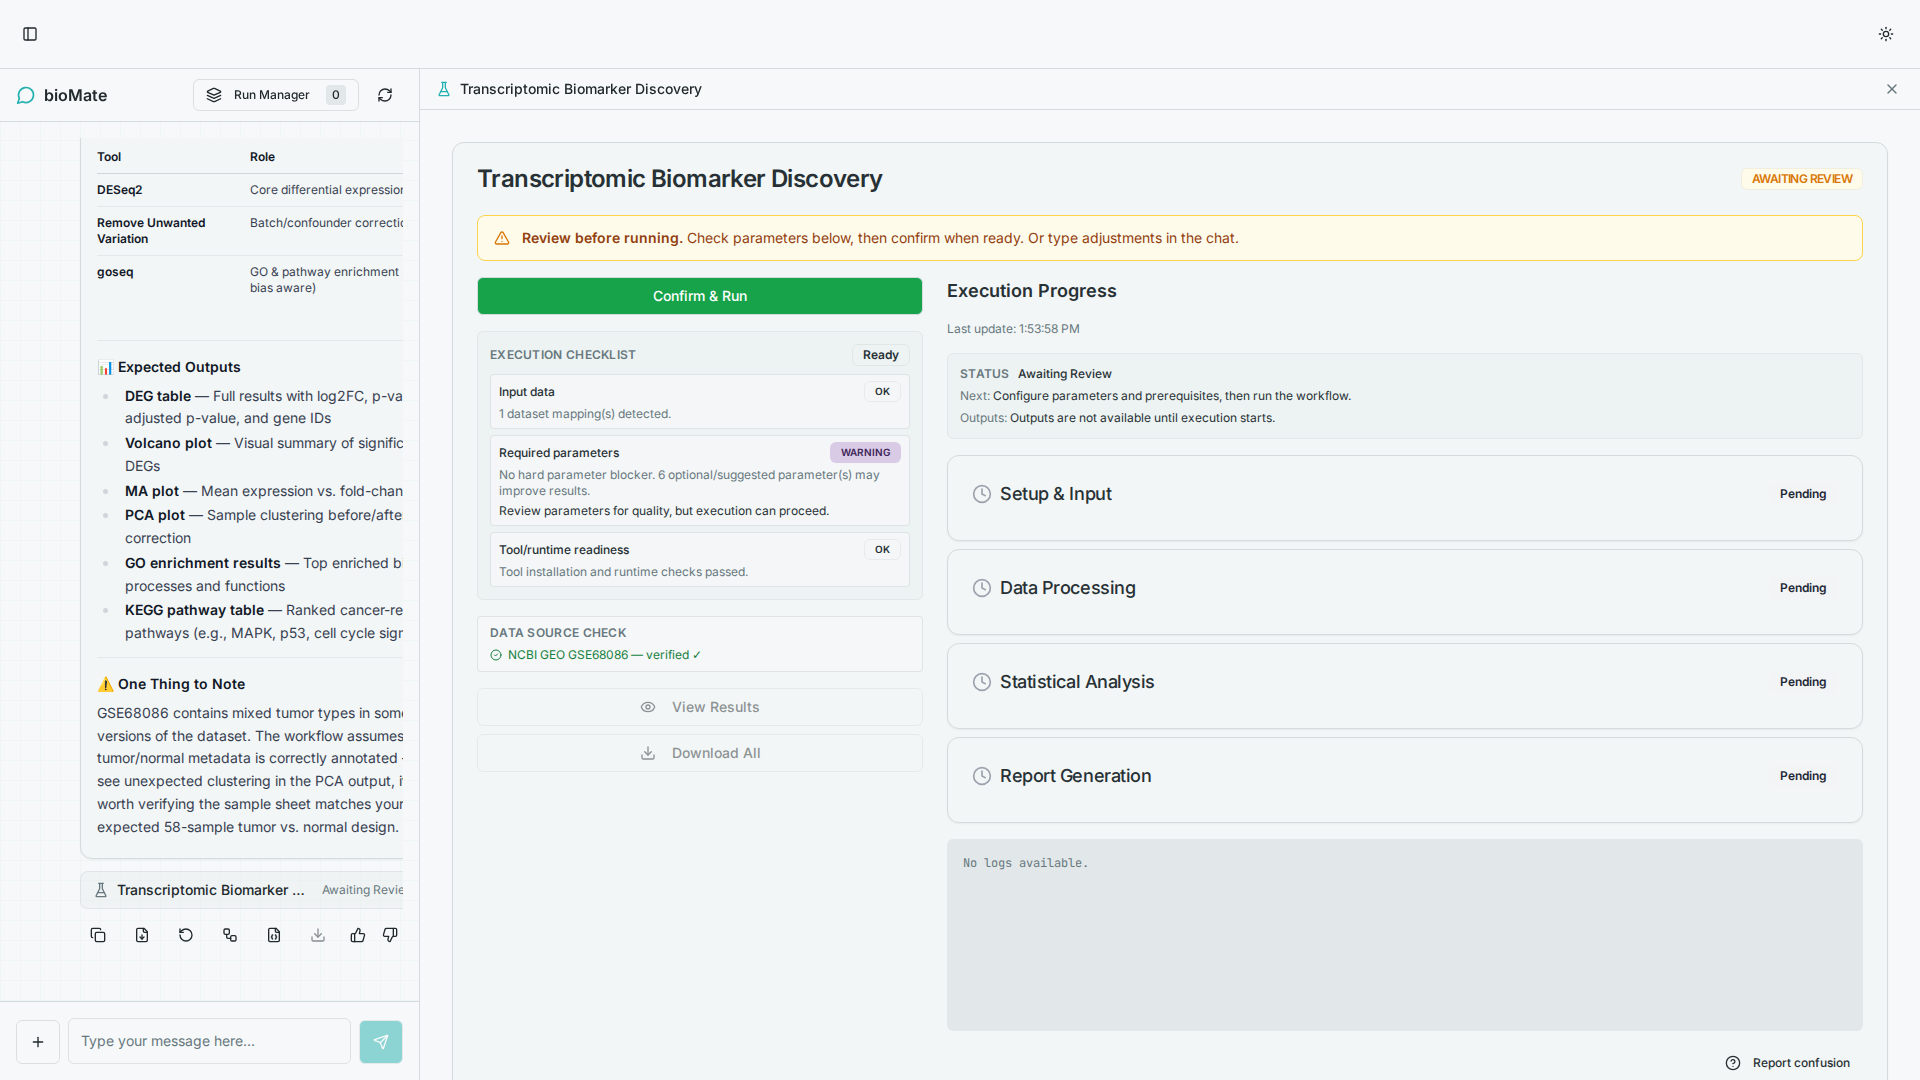 bioMate
Run Manager 0
Transcriptomic Biomarker Discovery
Tool Role
DESeq2 Core differential expression
Remove Unwanted Batch/confounder correctic
Variation
goseq GO & pathway enrichment
bias aware)
📊 Expected Outputs
DEG table — Full results with log2FC, p-va
adjusted p-value, and gene IDs
Volcano plot — Visual summary of signific
DEGs
MA plot — Mean expression vs. fold-chan
PCA plot — Sample clustering before/afte
correction
GO enrichment results — Top enriched b
processes and functions
KEGG pathway table — Ranked cancer-re
pathways (e.g., MAPK, p53, cell cycle sigr
⚠️ One Thing to Note
GSE68086 contains mixed tumor types in some
versions of the dataset. The workflow assumes
tumor/normal metadata is correctly annotated -
see unexpected clustering in the PCA output, i
worth verifying the sample sheet matches your
expected 58-sample tumor vs. normal design.
Transcriptomic Biomarker ... Awaiting Revie
Type your message here...
Transcriptomic Biomarker Discovery
AWAITING REVIEW
Review before running. Check parameters below, then confirm when ready. Or type adjustments in the chat.
Confirm & Run
EXECUTION CHECKLIST Ready
Input data OK
1 dataset mapping(s) detected.
Required parameters WARNING
No hard parameter blocker. 6 optional/suggested parameter(s) may
improve results.
Review parameters for quality, but execution can proceed.
Tool/runtime readiness OK
Tool installation and runtime checks passed.
DATA SOURCE CHECK
NCBI GEO GSE68086 — verified ✓
View Results
Download All
Execution Progress
Last update: 1:53:58 PM
STATUS Awaiting Review
Next: Configure parameters and prerequisites, then run the workflow.
Outputs: Outputs are not available until execution starts.
Setup & Input Pending
Data Processing Pending
Statistical Analysis Pending
Report Generation Pending
No logs available.
Report confusion